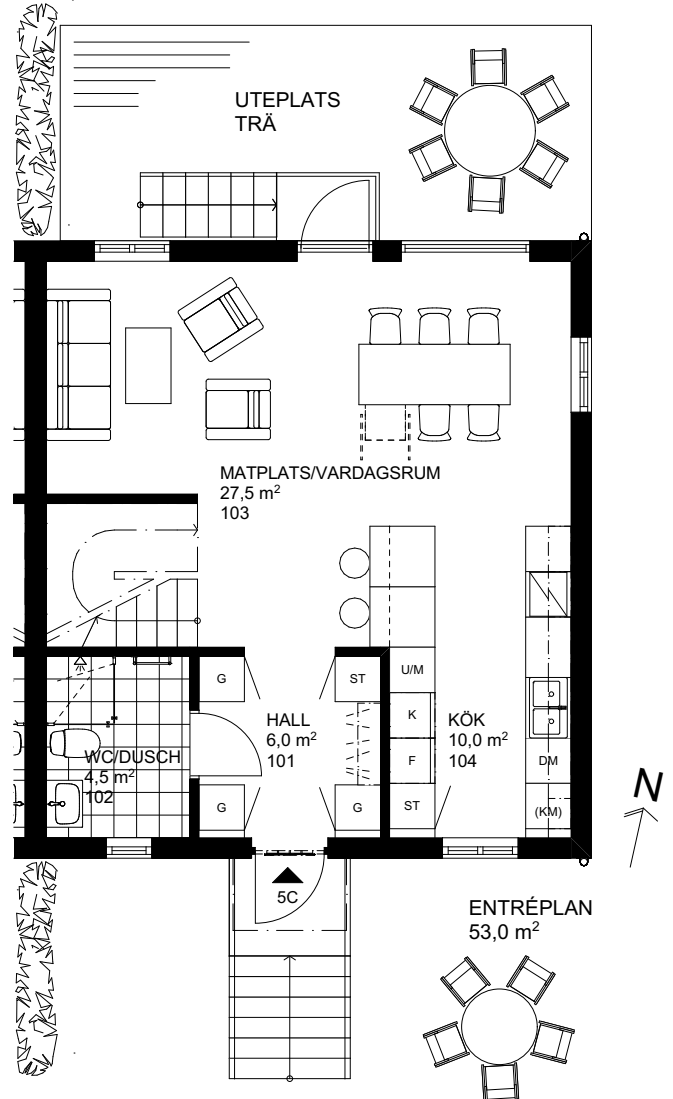 UTEPLATS
TRÄ
MATPLATS/VARDAGSRUM
27,5 m²
103
G
ST
U/M
HALL
6,0 m²
101
K
KÖK
10,0 m²
104
WC/DUSCH
4,5 m²
102
F
DM
G
G
ST
(KM)
N
5C
ENTRÉPLAN
53,0 m²